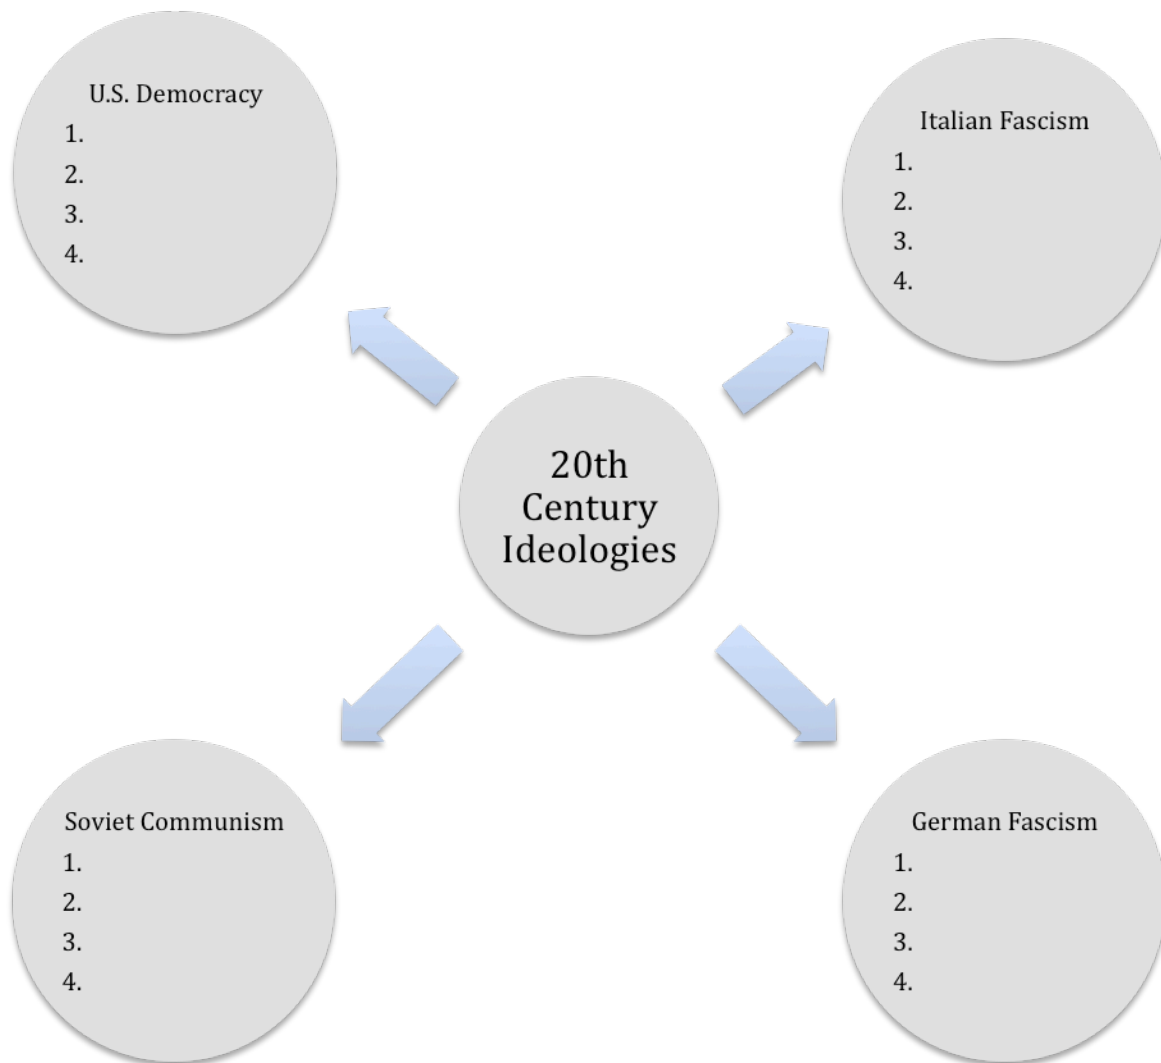 U.S. Democracy
1.
2.
3.
4.
Italian Fascism
1.
2.
3.
4.
20th
Century
Ideologies
Soviet Communism
1.
2.
3.
4.
German Fascism
1.
2.
3.
4.